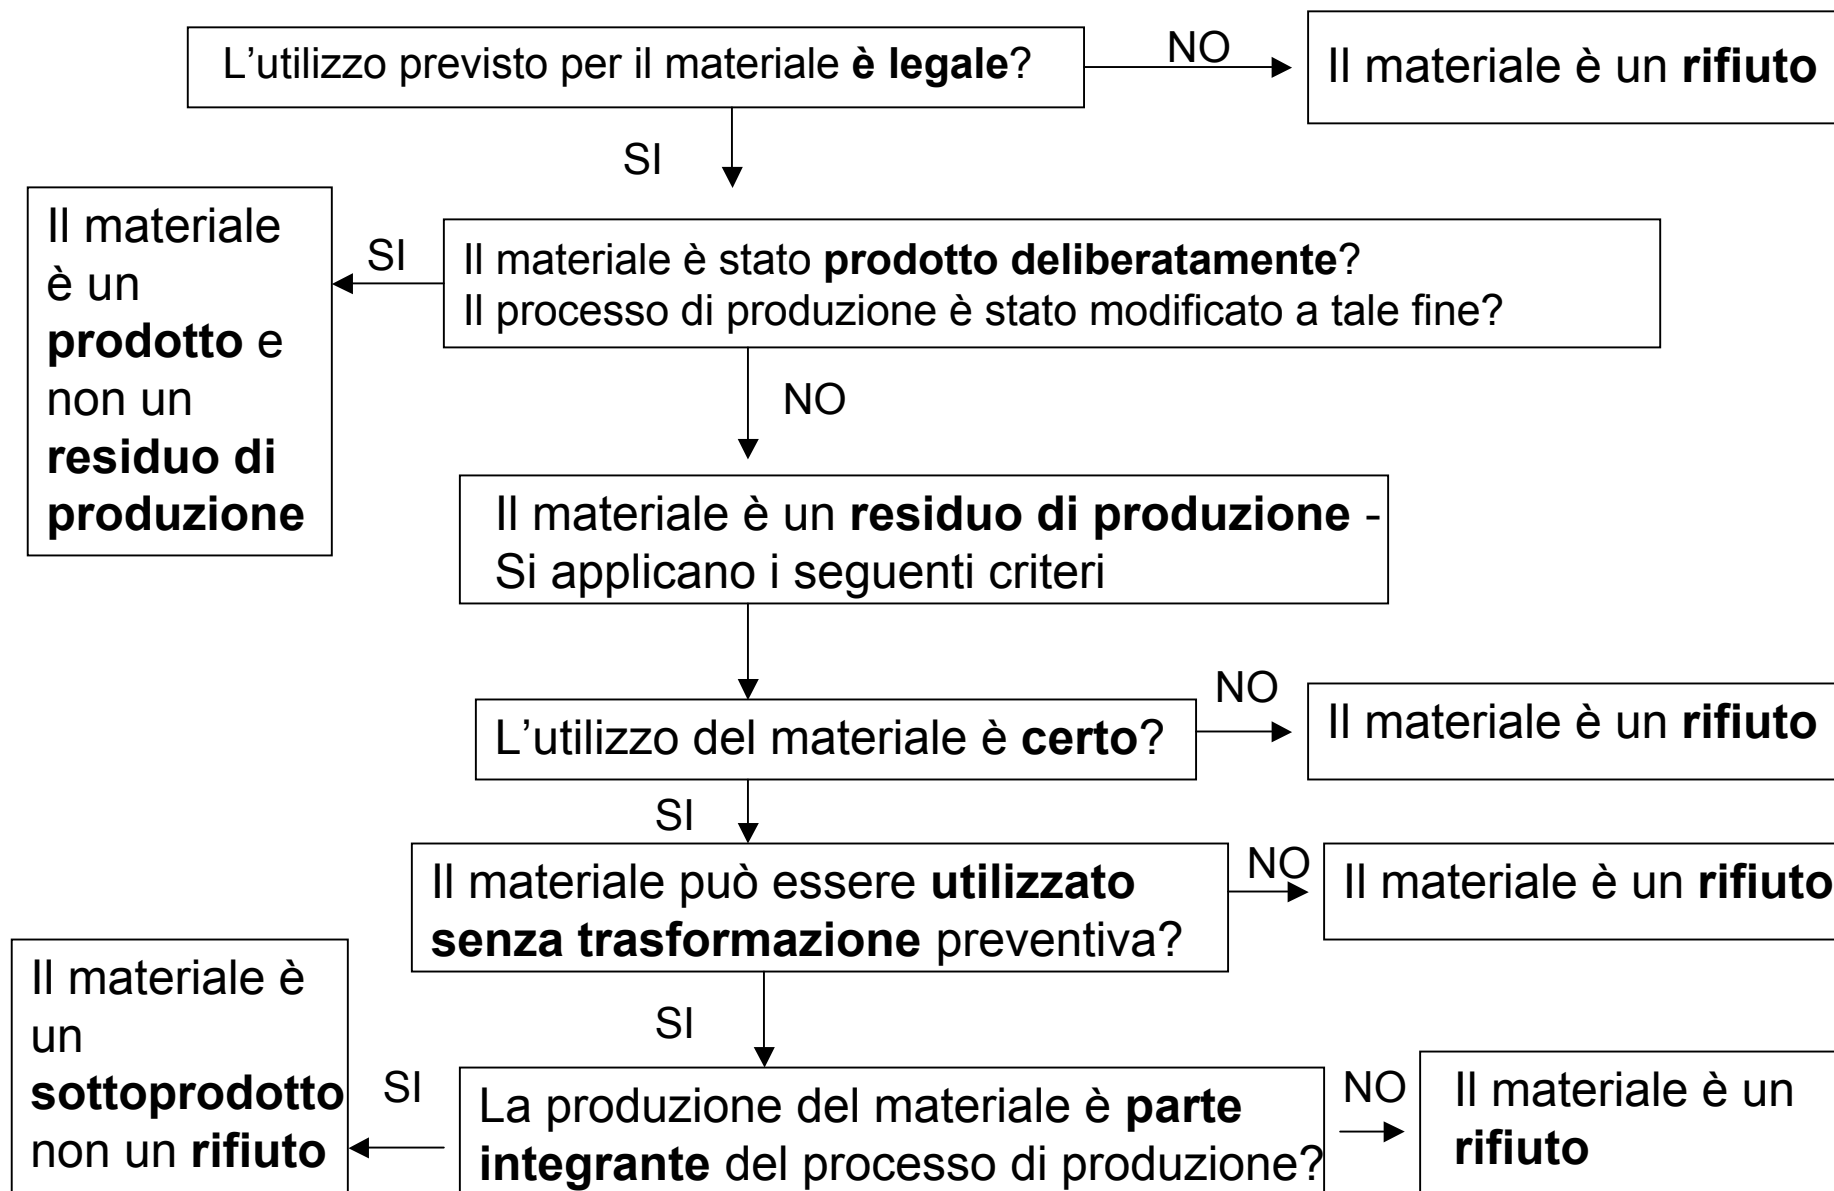 L’utilizzo previsto per il materiale è legale?
NO
Il materiale è un rifiuto
SI
Il materiale
è un
prodotto e
non un
residuo di
produzione
SI
Il materiale è stato prodotto deliberatamente?
Il processo di produzione è stato modificato a tale fine?
NO
Il materiale è un residuo di produzione -
Si applicano i seguenti criteri
L’utilizzo del materiale è certo?
NO
Il materiale è un rifiuto
SI
Il materiale può essere utilizzato
senza trasformazione preventiva?
NO
Il materiale è un rifiuto
SI
Il materiale è
un
sottoprodotto
non un rifiuto
SI
La produzione del materiale è parte
integrante del processo di produzione?
NO
Il materiale è un
rifiuto